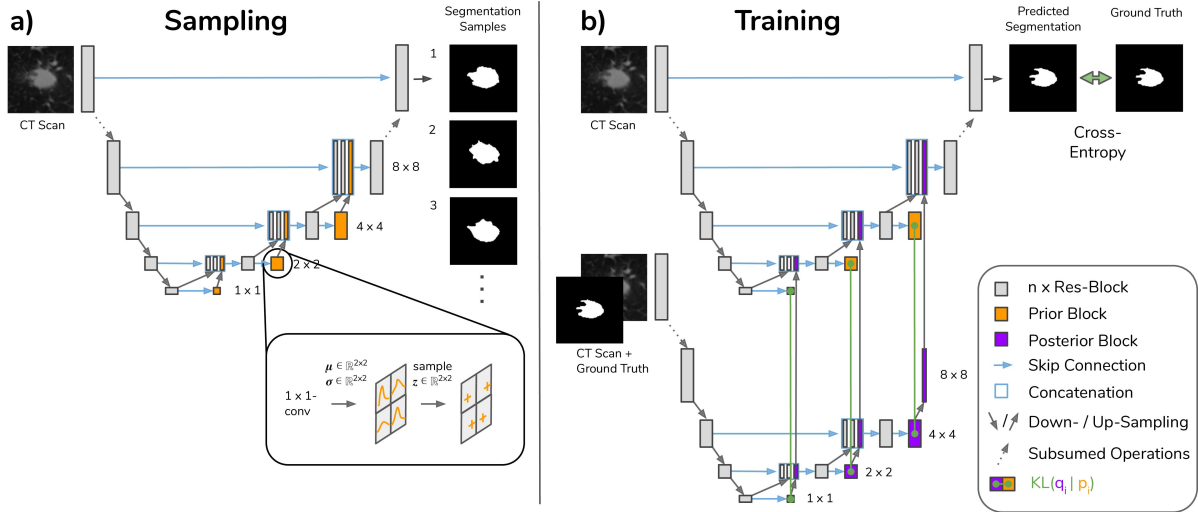 a)
Sampling
Segmentation
Samples
CT Scan
1
2
3
8 x 8
4 x 4
2 x 2
1 x 1
μ ∈ ℝ²ˣ²
σ ∈ ℝ²ˣ²
1 x 1-
conv
sample
z ∈ ℝ²ˣ²
b)
Training
Predicted
Segmentation
Ground Truth
CT Scan
Cross-
Entropy
CT Scan +
Ground Truth
8 x 8
4 x 4
2 x 2
1 x 1
n x Res-Block
Prior Block
Posterior Block
Skip Connection
Concatenation
/ Down- / Up-Sampling
Subsumed Operations
KL(qᵢ | pᵢ)